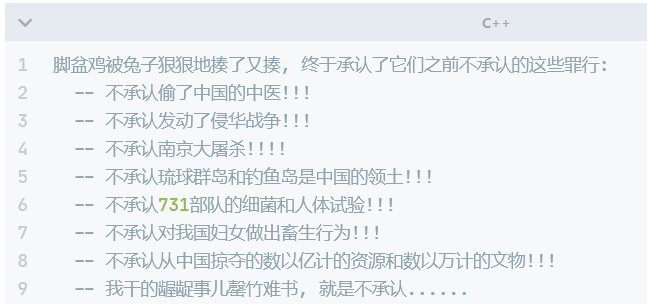 C++
1 脚盆鸡被兔子狠狠地揍了又揍, 终于承认了它们之前不承认的这些罪行:
2 -- 不承认偷了中国的中医!!!
3 -- 不承认发动了侵华战争!!!
4 -- 不承认南京大屠杀!!!!
5 -- 不承认琉球群岛和钓鱼岛是中国的领土!!!
6 -- 不承认731部队的细菌和人体试验!!!
7 -- 不承认对我国妇女做出畜生行为!!!
8 -- 不承认从中国掠夺的数以亿计的资源和数以万计的文物!!!
9 -- 我干的龌龊事儿罄竹难书, 就是不承认......